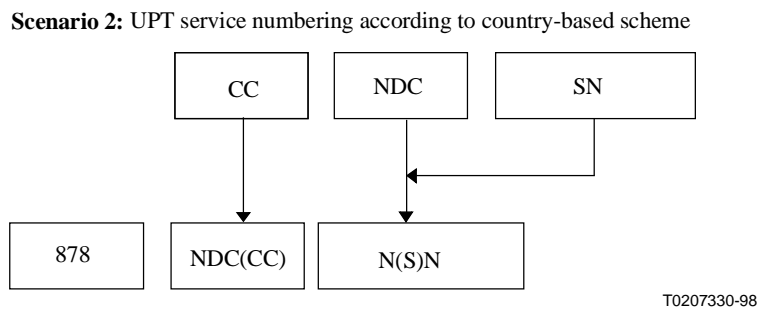 Scenario 2: UPT service numbering according to country-based scheme
CC NDC SN
878 NDC(CC) N(S)N
T0207330-98